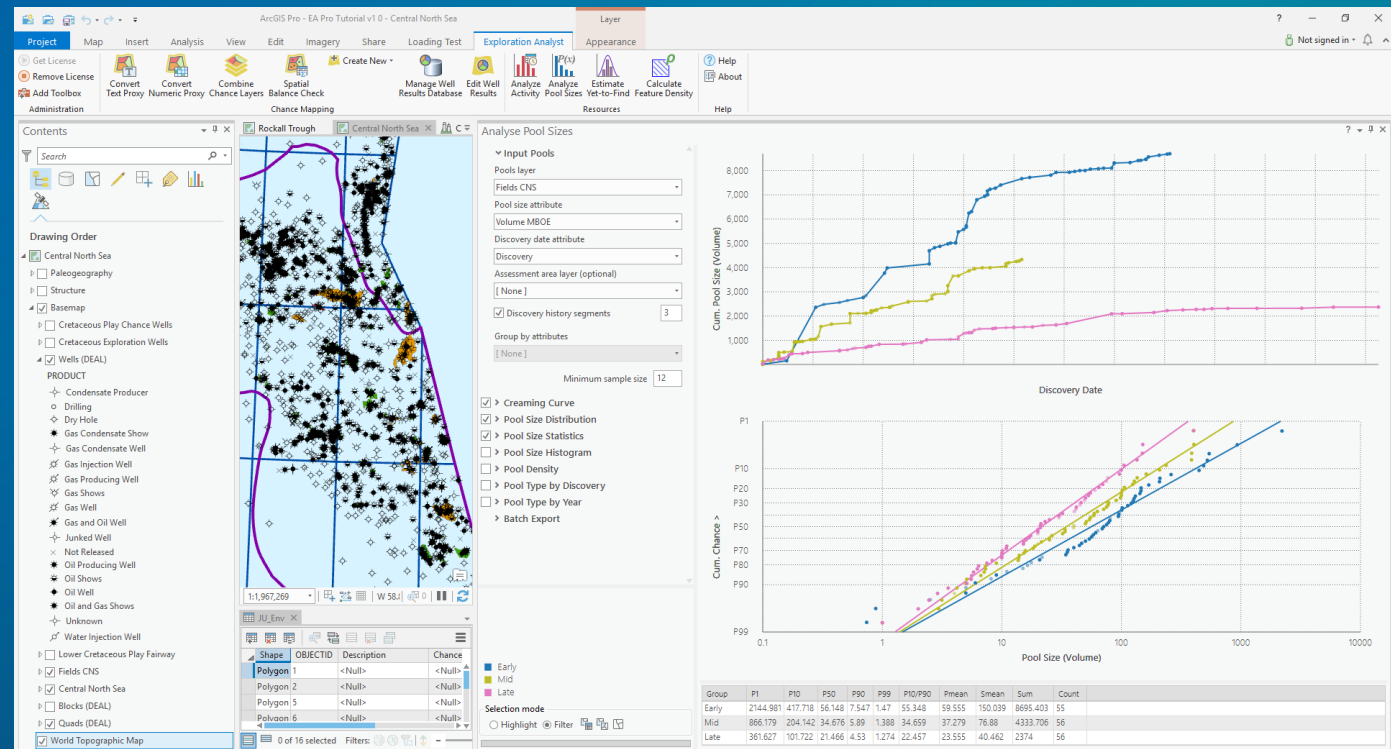 ArcGIS Pro - EA Pro Tutorial v1 0 - Central North Sea
Layer
?
Project Map Insert Analysis View Edit Imagery Share Loading Test Exploration Analyst Appearance
Not signed in
Get License
Remove License
Add Toolbox
Administration
Convert Text Proxy
Convert Numeric Proxy
Combine Chance Layers
Spatial Balance Check
Create New
Manage Well Results Database
Edit Well Results
Chance Mapping
P(x)
Analyze Activity
Analyze Pool Sizes
Estimate Yet-to-Find
Calculate Feature Density
Resources
Help
About
Help
Contents
Search
Drawing Order
Central North Sea
Paleogeography
Structure
Basemap
Cretaceous Play Chance Wells
Cretaceous Exploration Wells
Wells (DEAL)
PRODUCT
Condensate Producer
Drilling
Dry Hole
Gas Condensate Show
Gas Condensate Well
Gas Injection Well
Gas Producing Well
Gas Shows
Gas Well
Gas and Oil Well
Junked Well
Not Released
Oil Producing Well
Oil Shows
Oil Well
Oil and Gas Shows
Unknown
Water Injection Well
Lower Cretaceous Play Fairway
Fields CNS
Central North Sea
Blocks (DEAL)
Quads (DEAL)
World Topographic Map
Rockall Trough Central North Sea C
1:1,967,269 W 58. 0
JU_Env
Shape OBJECTID Description Chance
Polygon 1 <Null> <Null>
Polygon 2 <Null> <Null>
Polygon 5 <Null> <Null>
Polygon 6 <Null> <Null>
0 of 16 selected Filters:
Analyse Pool Sizes
?
Input Pools
Pools layer
Fields CNS
Pool size attribute
Volume MBOE
Discovery date attribute
Discovery
Assessment area layer (optional)
[ None ]
Discovery history segments 3
Group by attributes
[ None ]
Minimum sample size 12
Creaming Curve
Pool Size Distribution
Pool Size Statistics
Pool Size Histogram
Pool Density
Pool Type by Discovery
Pool Type by Year
Batch Export
Early
Mid
Late
Selection mode
Highlight Filter
Cum. Pool Size (Volume)
8,000
7,000
6,000
5,000
4,000
3,000
2,000
1,000
Discovery Date
Cum. Chance >
P1
P10
P20
P30
P50
P70
P80
P90
P99
0.1 1 10 100 1000 10000
Pool Size (Volume)
Group P1 P10 P50 P90 P99 P10/P90 Pmean Smean Sum Count
Early 2144.981 417.718 56.148 7.547 1.47 55.348 59.555 150.039 8695.403 55
Mid 866.179 204.142 34.676 5.89 1.388 34.659 37.279 76.88 4333.706 56
Late 361.627 101.722 21.466 4.53 1.274 22.457 23.555 40.462 2374 56